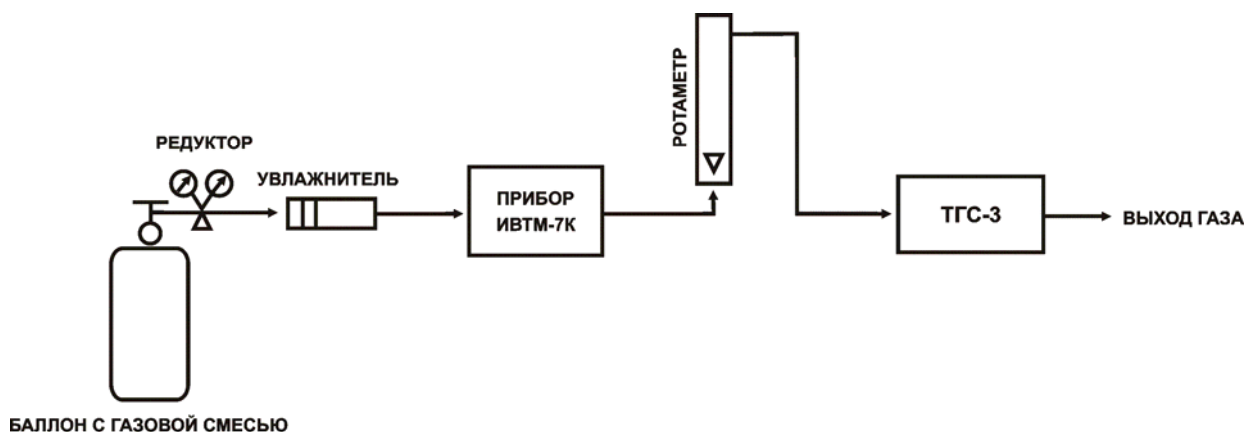 РОТАМЕТР
РЕДУКТОР
УВЛАЖНИТЕЛЬ
ПРИБОР
ИВТМ-7К
ТГС-3
ВЫХОД ГАЗА
БАЛЛОН С ГАЗОВОЙ СМЕСЬЮ